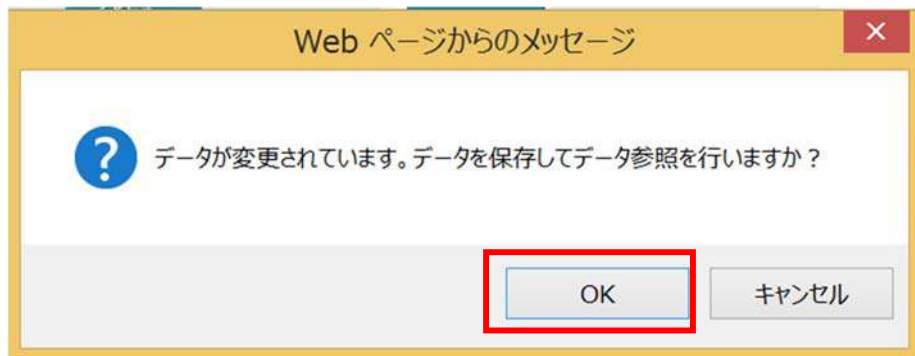 Web ページからのメッセージ
データが変更されています。データを保存してデータ参照を行いますか？
OK
キャンセル